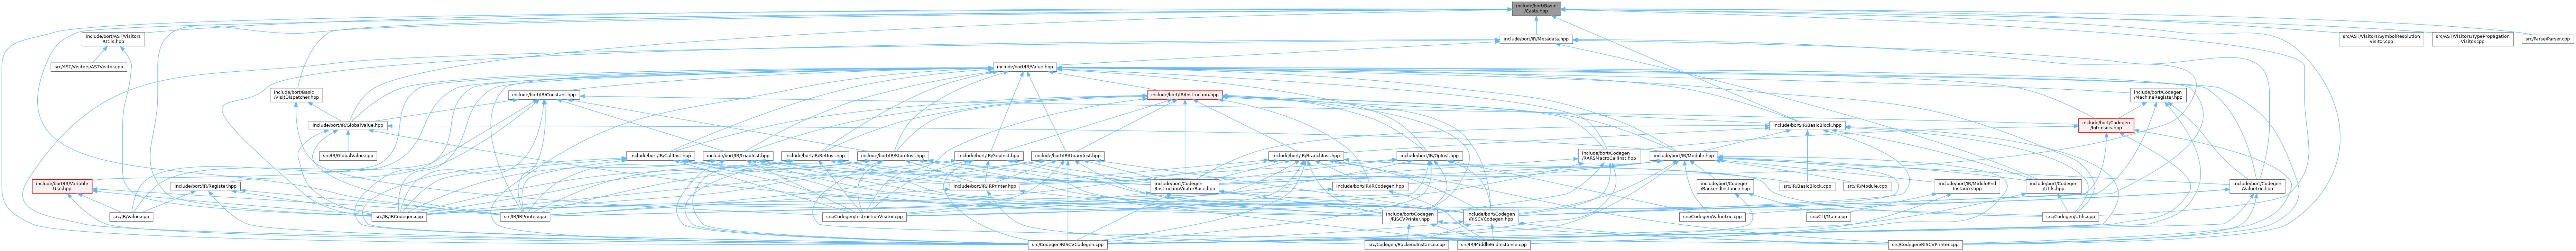 include/bort/Basic
/Casts.hpp
include/bort/AST/Visitors
/Utils.hpp
include/bort/IR/Metadata.hpp
src/AST/Visitors/SymbolResolution
Visitor.cpp
src/AST/Visitors/TypePropagation
Visitor.cpp
src/Parse/Parser.cpp
src/AST/Visitors/ASTVisitor.cpp
include/bort/IR/Value.hpp
include/bort/Basic
/VisitDispatcher.hpp
include/bort/IR/Constant.hpp
include/bort/IR/Instruction.hpp
include/bort/Codegen
/MachineRegister.hpp
include/bort/IR/GlobalValue.hpp
include/bort/IR/BasicBlock.hpp
include/bort/Codegen
/Intrinsics.hpp
src/IR/GlobalValue.cpp
include/bort/IR/CallInst.hpp
include/bort/IR/LoadInst.hpp
include/bort/IR/RetInst.hpp
include/bort/IR/StoreInst.hpp
include/bort/IR/GepInst.hpp
include/bort/IR/UnaryInst.hpp
include/bort/IR/BranchInst.hpp
include/bort/IR/OpInst.hpp
include/bort/Codegen
/RARSMacroCallInst.hpp
include/bort/IR/Module.hpp
include/bort/IR/Variable
Use.hpp
include/bort/IR/Register.hpp
include/bort/IR/IRPrinter.hpp
include/bort/Codegen
/InstructionVisitorBase.hpp
include/bort/IR/IRCodegen.hpp
include/bort/Codegen
/BackendInstance.hpp
src/IR/BasicBlock.cpp
src/IR/Module.cpp
include/bort/IR/MiddleEnd
Instance.hpp
include/bort/Codegen
/Utils.hpp
include/bort/Codegen
/ValueLoc.hpp
src/IR/Value.cpp
src/IR/IRCodegen.cpp
src/IR/IRPrinter.cpp
src/Codegen/InstructionVisitor.cpp
include/bort/Codegen
/RISCVPrinter.hpp
include/bort/Codegen
/RISCVCodegen.hpp
src/Codegen/ValueLoc.cpp
src/CLI/Main.cpp
src/Codegen/Utils.cpp
src/Codegen/RISCVCodegen.cpp
src/Codegen/BackendInstance.cpp
src/IR/MiddleEndInstance.cpp
src/Codegen/RISCVPrinter.cpp